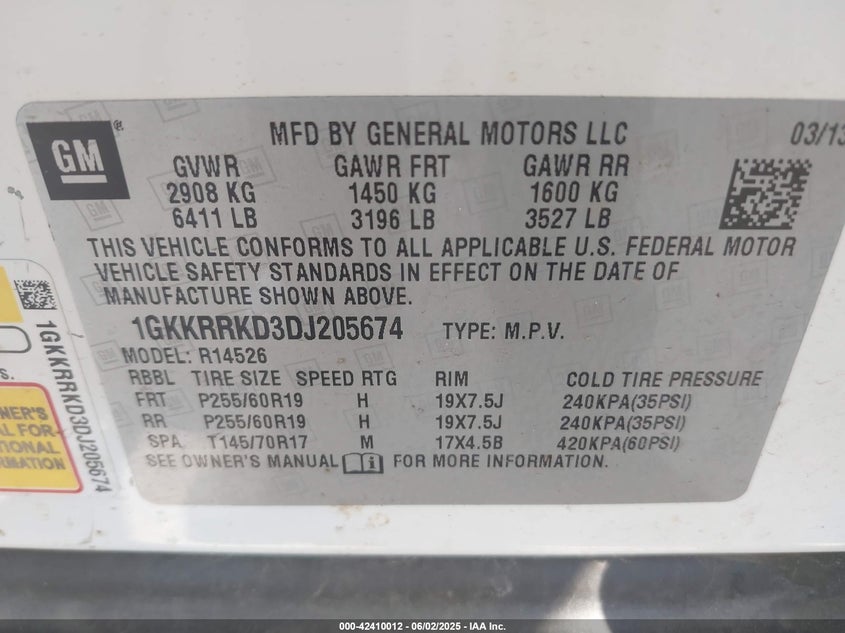 GM
MFD BY GENERAL MOTORS LLC 03/13
GVWR GAWR FRT GAWR RR
2908 KG 1450 KG 1600 KG
6411 LB 3196 LB 3527 LB
THIS VEHICLE CONFORMS TO ALL APPLICABLE U.S. FEDERAL MOTOR
VEHICLE SAFETY STANDARDS IN EFFECT ON THE DATE OF
MANUFACTURE SHOWN ABOVE.
1GKKRRKD3DJ205674 TYPE: M.P.V.
MODEL: R14526
RBBL TIRE SIZE SPEED RTG RIM COLD TIRE PRESSURE
FRT P255/60R19 H 19X7.5J 240KPA(35PSI)
RR P255/60R19 H 19X7.5J 240KPA(35PSI)
SPA T145/70R17 M 17X4.5B 420KPA(60PSI)
SEE OWNER'S MANUAL FOR MORE INFORMATION.
1GKKRRKD3DJ205674
000-42410012 - 06/02/2025 - IAA Inc.